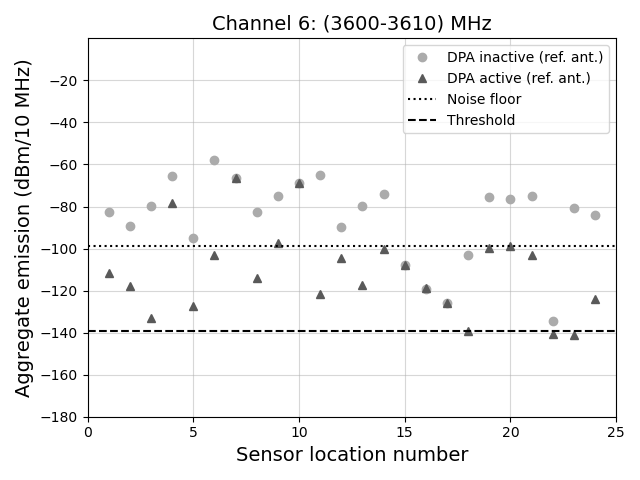 Channel 6: (3600-3610) MHz
DPA inactive (ref. ant.)
DPA active (ref. ant.)
Noise floor
Threshold
Aggregate emission (dBm/10 MHz)
−20
−40
−60
−80
−100
−120
−140
−160
−180
0 5 10 15 20 25
Sensor location number